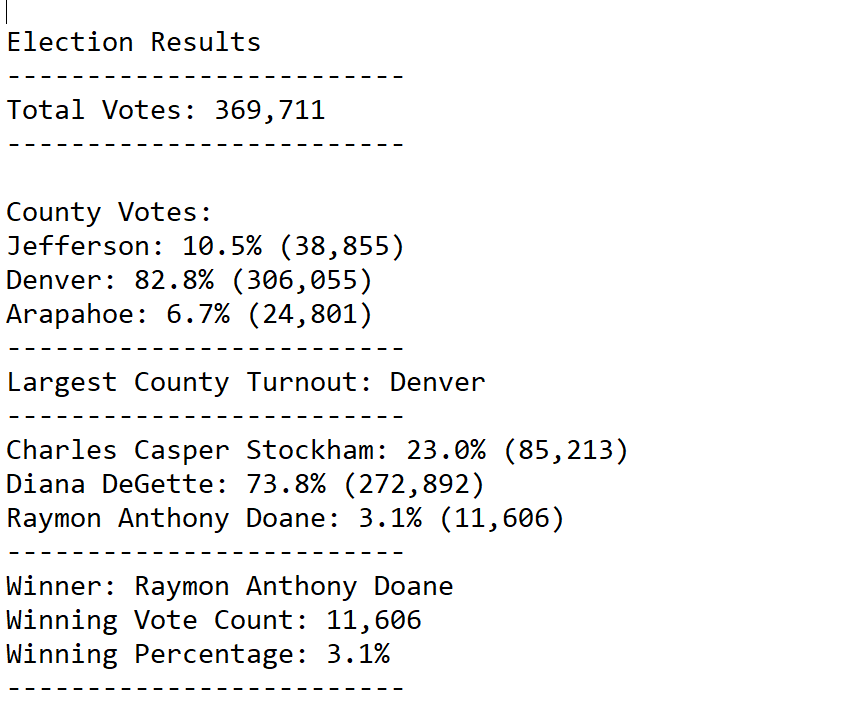 Election Results
-------------------------
Total Votes: 369,711
-------------------------
County Votes:
Jefferson: 10.5% (38,855)
Denver: 82.8% (306,055)
Arapahoe: 6.7% (24,801)
-------------------------
Largest County Turnout: Denver
-------------------------
Charles Casper Stockham: 23.0% (85,213)
Diana DeGette: 73.8% (272,892)
Raymon Anthony Doane: 3.1% (11,606)
-------------------------
Winner: Raymon Anthony Doane
Winning Vote Count: 11,606
Winning Percentage: 3.1%
-------------------------